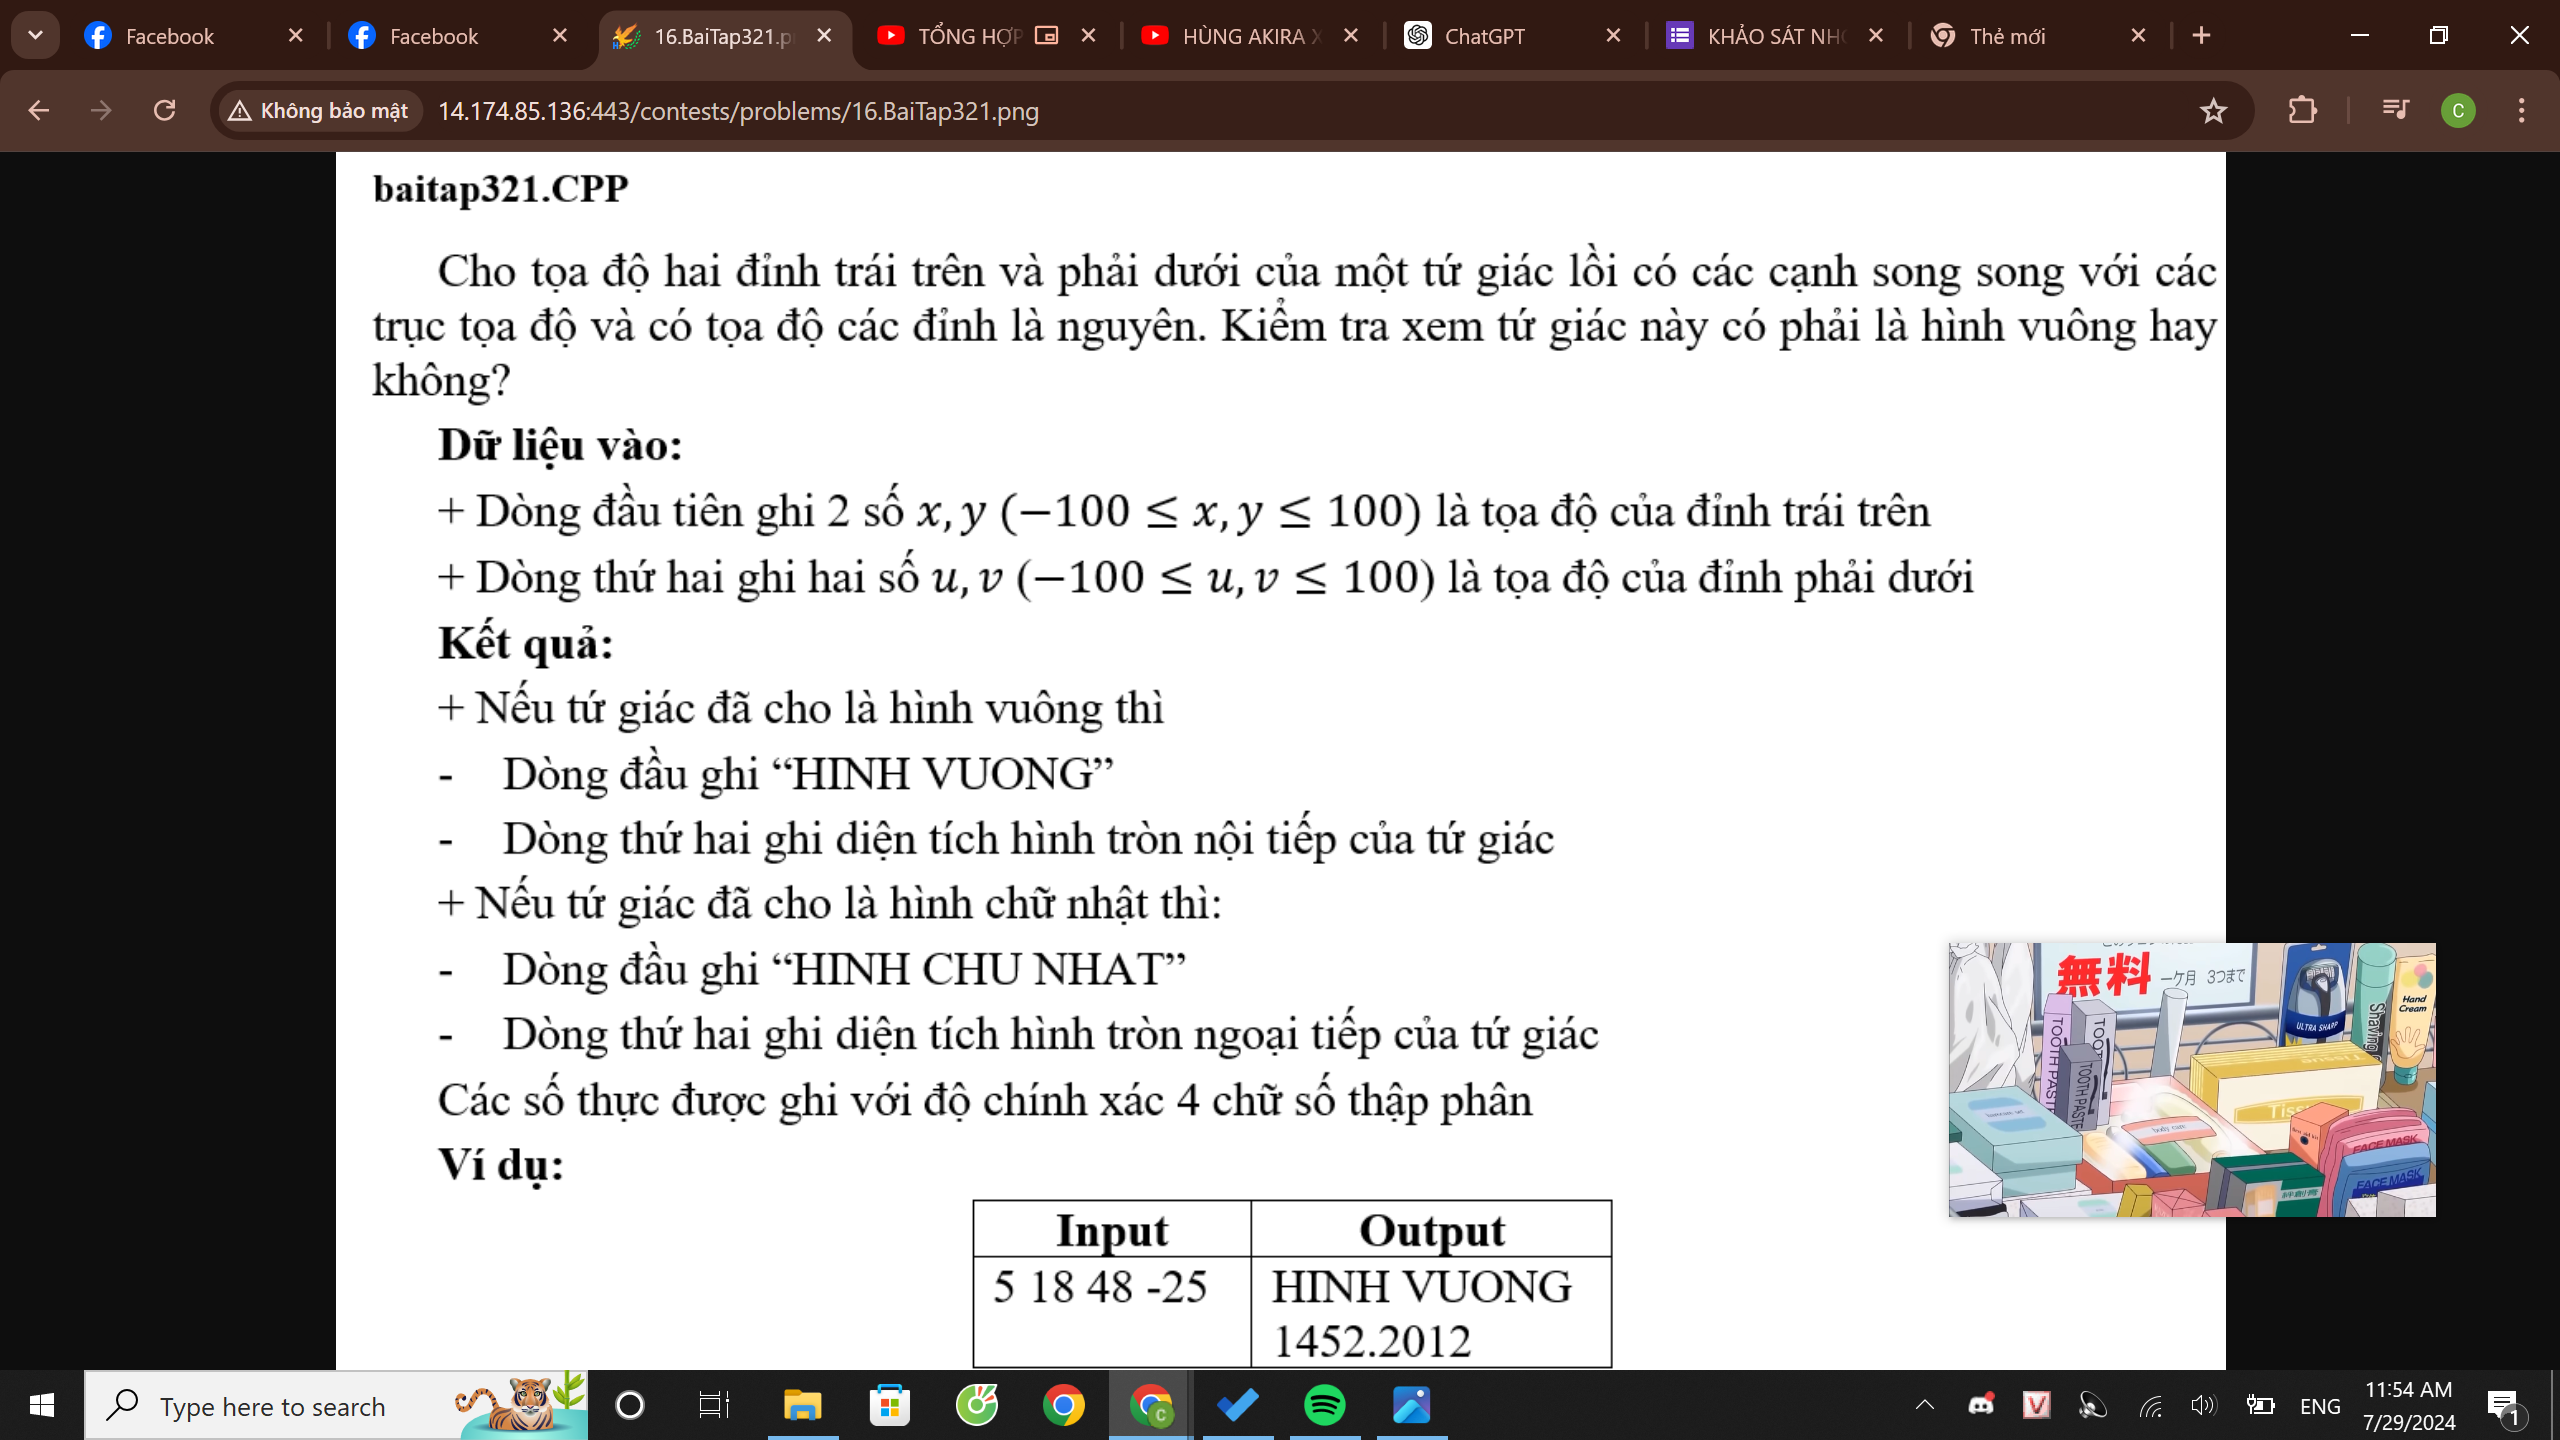 Facebook
Facebook
16.BaiTap321.p
TỔNG HỢP
HÙNG AKIRA X
ChatGPT
KHẢO SÁT NH
Thẻ mới
Không bảo mật
14.174.85.136:443/contests/problems/16.BaiTap321.png
C
baitap321.CPP
Cho tọa độ hai đỉnh trái trên và phải dưới của một tứ giác lồi có các cạnh song song với các
trục tọa độ và có tọa độ các đỉnh là nguyên. Kiểm tra xem tứ giác này có phải là hình vuông hay
không?
Dữ liệu vào:
+ Dòng đầu tiên ghi 2 số x, y (−100 ≤ x, y ≤ 100) là tọa độ của đỉnh trái trên
+ Dòng thứ hai ghi hai số u, v (−100 ≤ u, v ≤ 100) là tọa độ của đỉnh phải dưới
Kết quả:
+ Nếu tứ giác đã cho là hình vuông thì
- Dòng đầu ghi “HINH VUONG”
- Dòng thứ hai ghi diện tích hình tròn nội tiếp của tứ giác
+ Nếu tứ giác đã cho là hình chữ nhật thì:
- Dòng đầu ghi “HINH CHU NHAT”
- Dòng thứ hai ghi diện tích hình tròn ngoại tiếp của tứ giác
Các số thực được ghi với độ chính xác 4 chữ số thập phân
Ví dụ:
Input Output
5 18 48 -25 HINH VUONG
1452.2012
無料 一ケ月 3つまで
ULTRA SHARP
Shaving
Hand
Cream
TOOTH PASTE
TOOTH PASTE
Tissue
body care
FACE MASK
FACE MASK
Type here to search
C
V
ENG
11:54 AM
7/29/2024
1